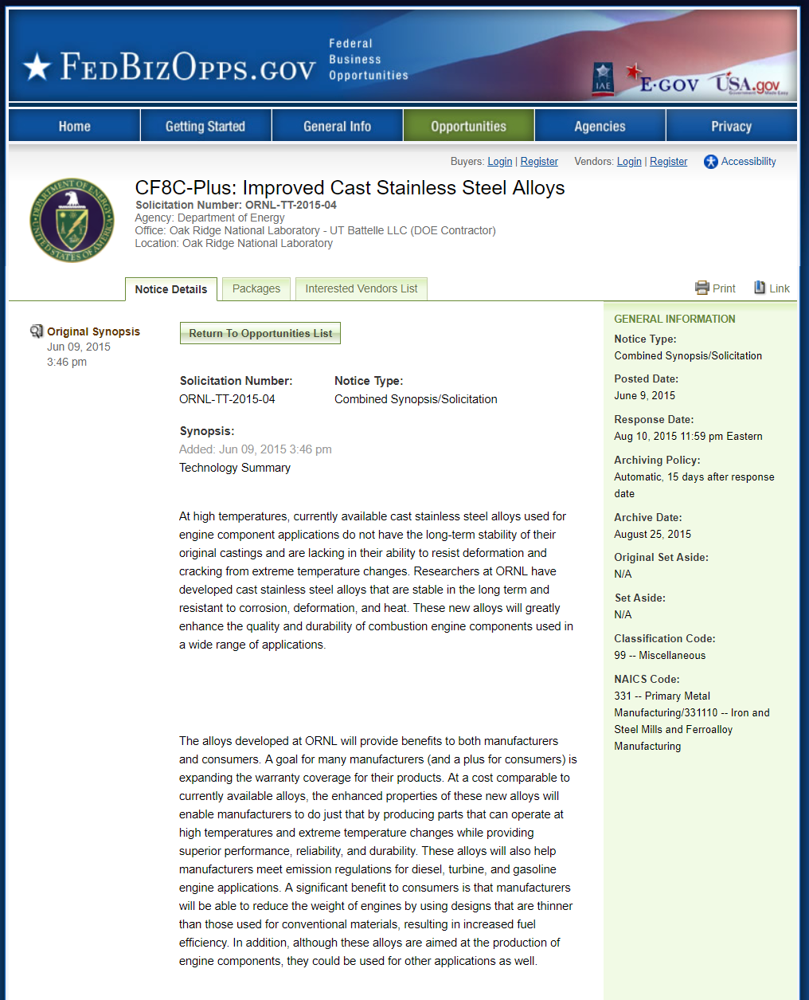 FedBizOpps.gov
Federal
Business
Opportunities
IAE
E-GOV
USA.gov
Government Made Easy
Home
Getting Started
General Info
Opportunities
Agencies
Privacy
Buyers: Login | Register Vendors: Login | Register Accessibility
DEPARTMENT OF ENERGY
UNITED STATES OF AMERICA
CF8C-Plus: Improved Cast Stainless Steel Alloys
Solicitation Number: ORNL-TT-2015-04
Agency: Department of Energy
Office: Oak Ridge National Laboratory - UT Battelle LLC (DOE Contractor)
Location: Oak Ridge National Laboratory
Notice Details
Packages
Interested Vendors List
Print
Link
Original Synopsis
Jun 09, 2015
3:46 pm
Return To Opportunities List
Solicitation Number:
ORNL-TT-2015-04
Notice Type:
Combined Synopsis/Solicitation
Synopsis:
Added: Jun 09, 2015 3:46 pm
Technology Summary
At high temperatures, currently available cast stainless steel alloys used for
engine component applications do not have the long-term stability of their
original castings and are lacking in their ability to resist deformation and
cracking from extreme temperature changes. Researchers at ORNL have
developed cast stainless steel alloys that are stable in the long term and
resistant to corrosion, deformation, and heat. These new alloys will greatly
enhance the quality and durability of combustion engine components used in
a wide range of applications.
The alloys developed at ORNL will provide benefits to both manufacturers
and consumers. A goal for many manufacturers (and a plus for consumers) is
expanding the warranty coverage for their products. At a cost comparable to
currently available alloys, the enhanced properties of these new alloys will
enable manufacturers to do just that by producing parts that can operate at
high temperatures and extreme temperature changes while providing
superior performance, reliability, and durability. These alloys will also help
manufacturers meet emission regulations for diesel, turbine, and gasoline
engine applications. A significant benefit to consumers is that manufacturers
will be able to reduce the weight of engines by using designs that are thinner
than those used for conventional materials, resulting in increased fuel
efficiency. In addition, although these alloys are aimed at the production of
engine components, they could be used for other applications as well.
GENERAL INFORMATION
Notice Type:
Combined Synopsis/Solicitation
Posted Date:
June 9, 2015
Response Date:
Aug 10, 2015 11:59 pm Eastern
Archiving Policy:
Automatic, 15 days after response
date
Archive Date:
August 25, 2015
Original Set Aside:
N/A
Set Aside:
N/A
Classification Code:
99 -- Miscellaneous
NAICS Code:
331 -- Primary Metal
Manufacturing/331110 -- Iron and
Steel Mills and Ferroalloy
Manufacturing